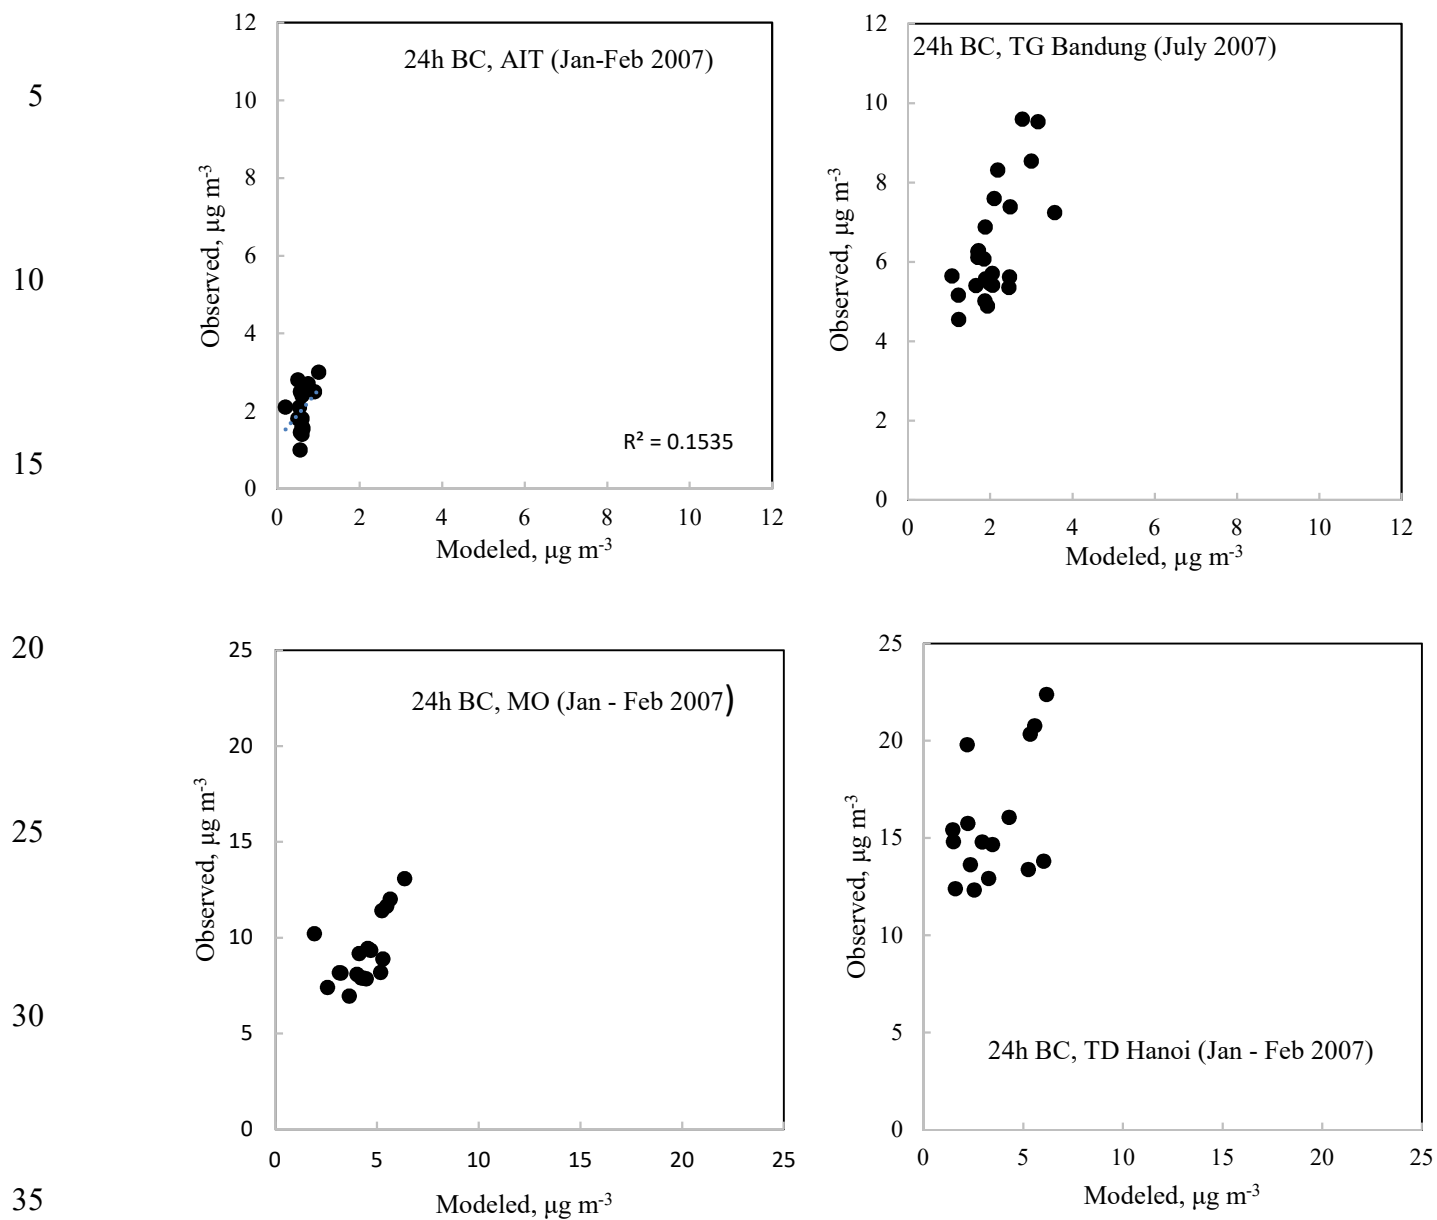 5
10
15
20
25
30
35
24h BC, AIT (Jan-Feb 2007)
Observed, μg m-3
12
10
8
6
4
2
0
R² = 0.1535
0 2 4 6 8 10 12
Modeled, μg m-3
24h BC, TG Bandung (July 2007)
Observed, μg m-3
12
10
8
6
4
2
0
0 2 4 6 8 10 12
Modeled, μg m-3
24h BC, MO (Jan - Feb 2007)
Observed, μg m-3
25
20
15
10
5
0
0 5 10 15 20 25
Modeled, μg m-3
Observed, μg m-3
25
20
15
10
5
0
24h BC, TD Hanoi (Jan - Feb 2007)
0 5 10 15 20 25
Modeled, μg m-3